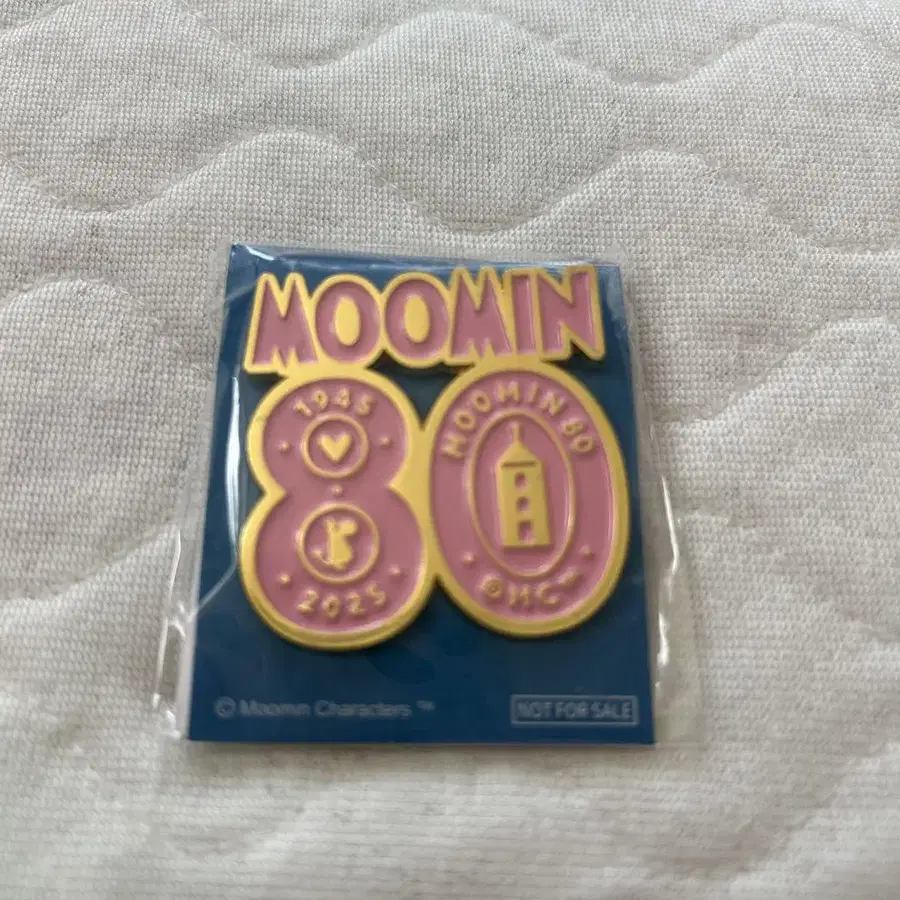 MOOMIN
1945
2025
MOOMIN 80
©MC™
© Moomin Characters ™
NOT FOR SALE